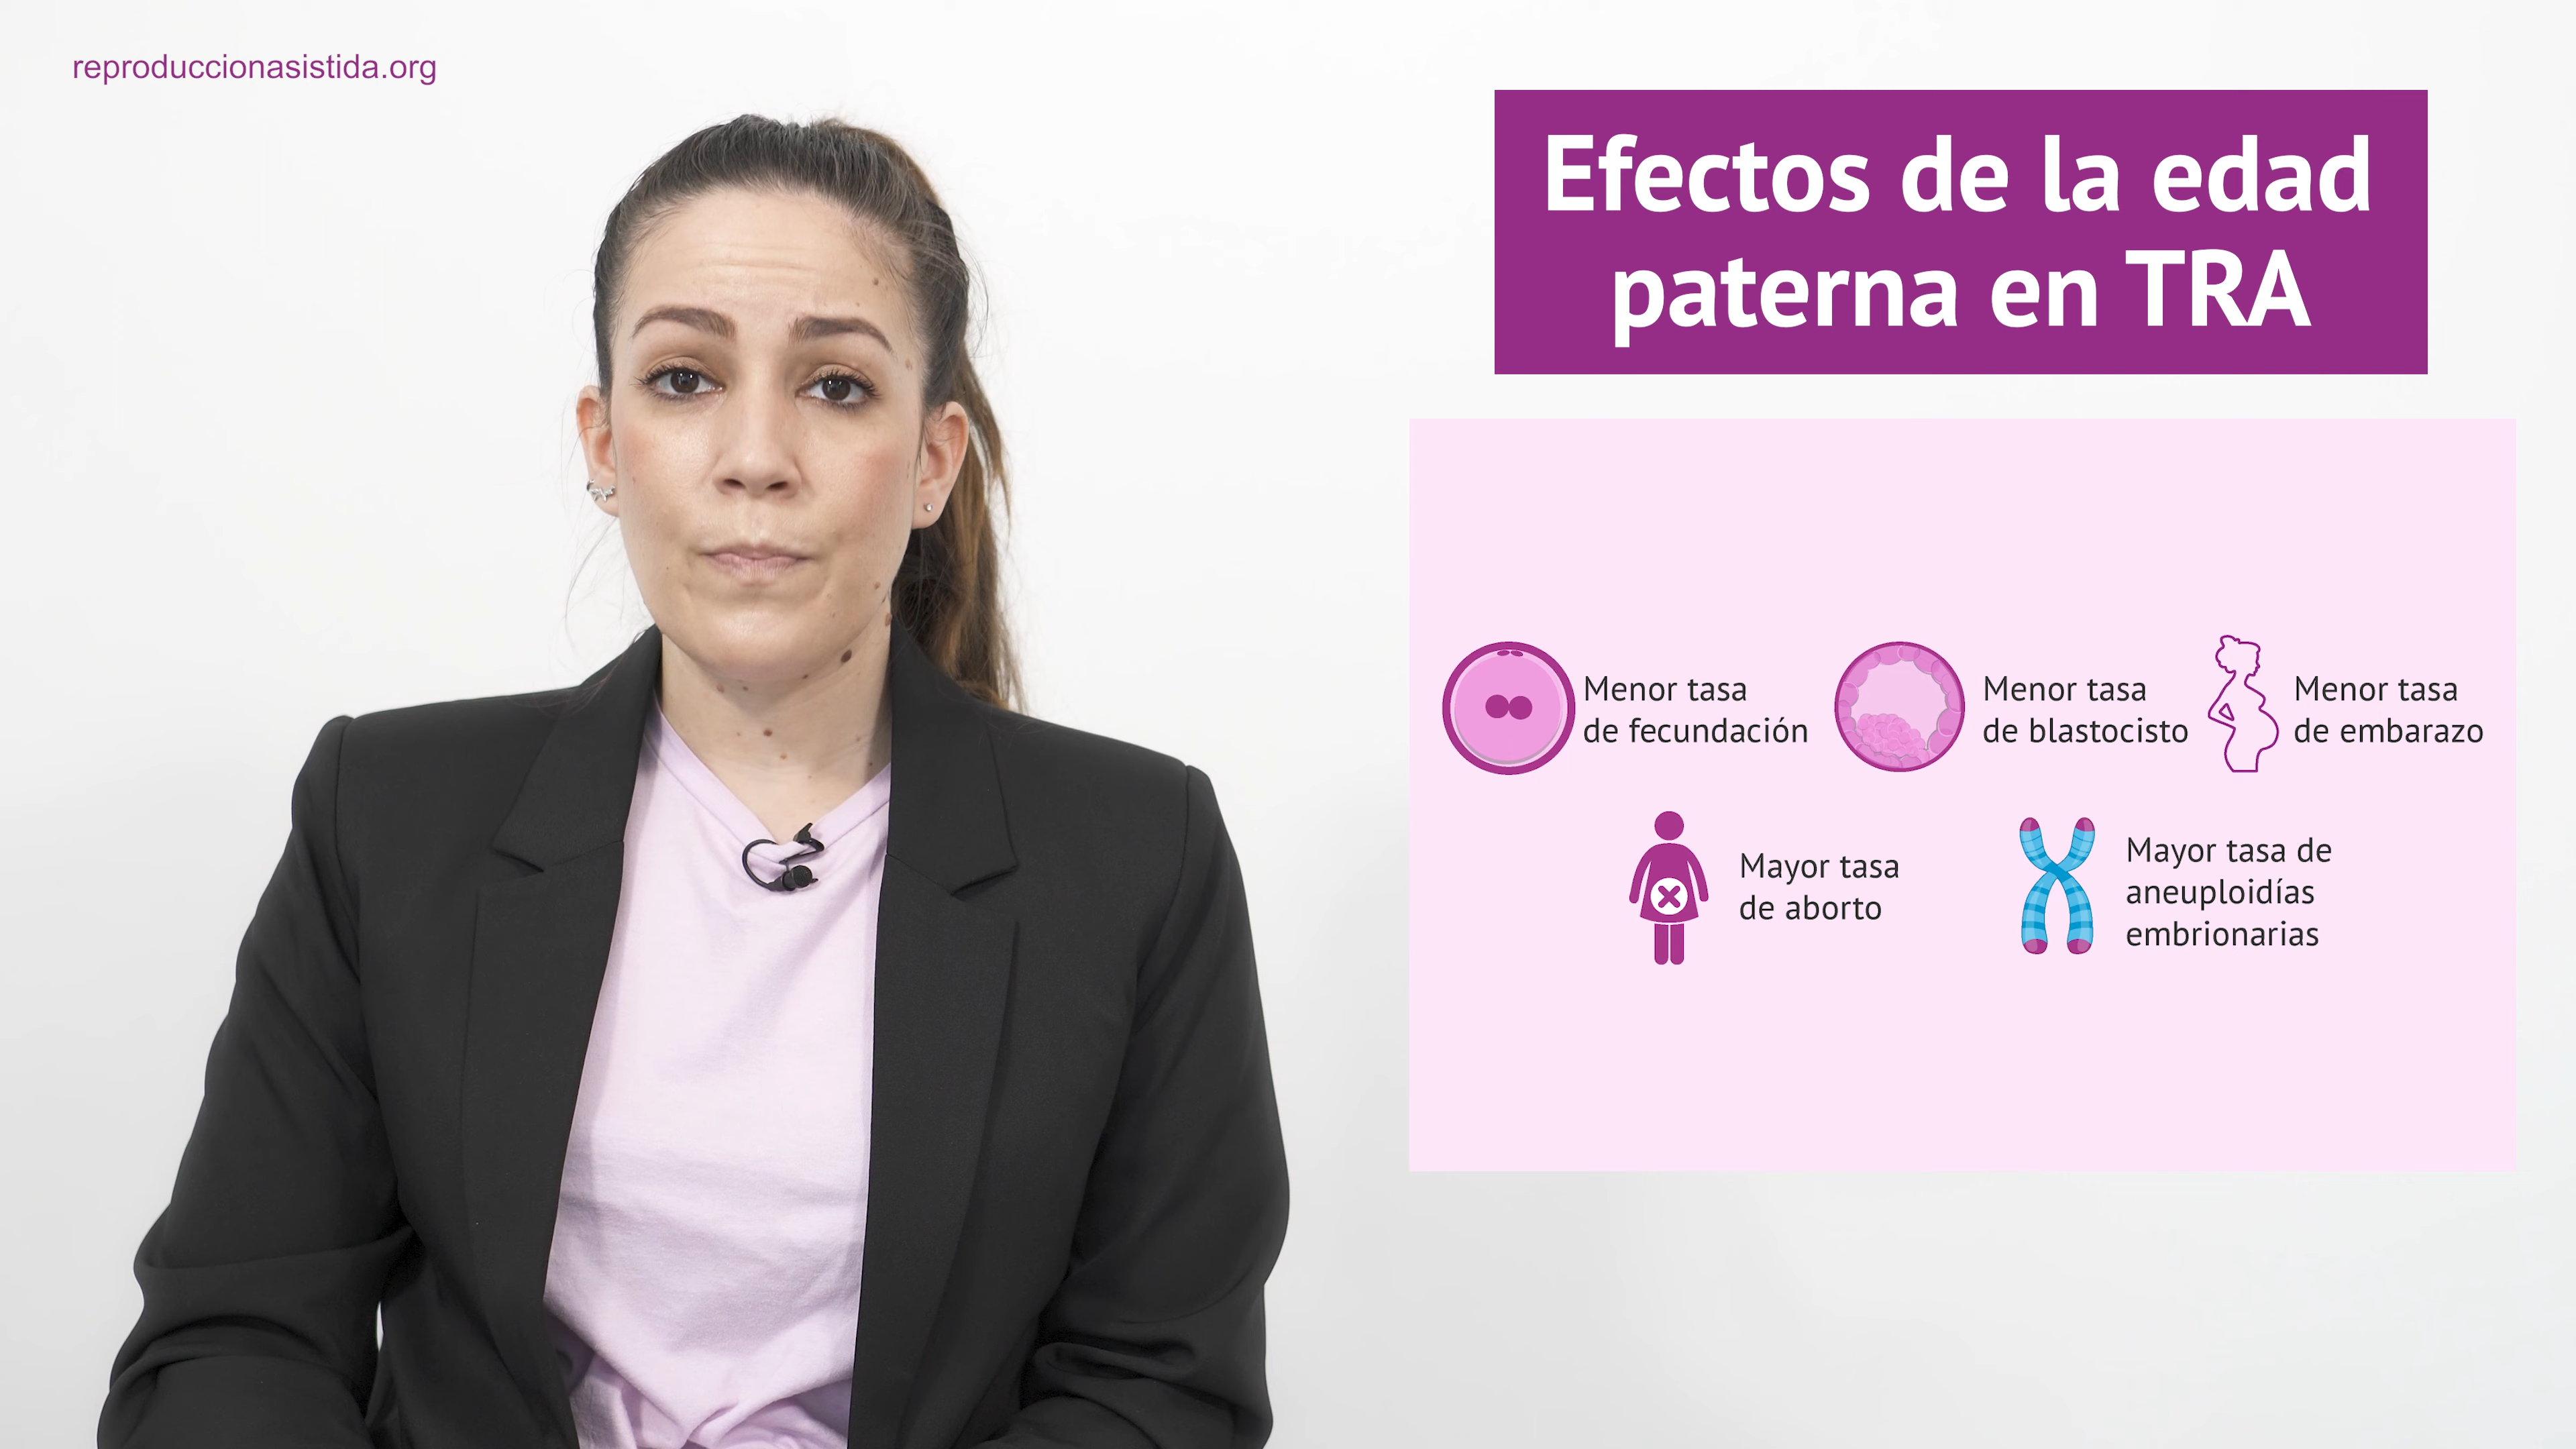 reproduccionasistida.org
Efectos de la edad
paterna en TRA
Menor tasa
de fecundación
Menor tasa
de blastocisto
Menor tasa
de embarazo
Mayor tasa
de aborto
Mayor tasa de
aneuploidías
embrionarias